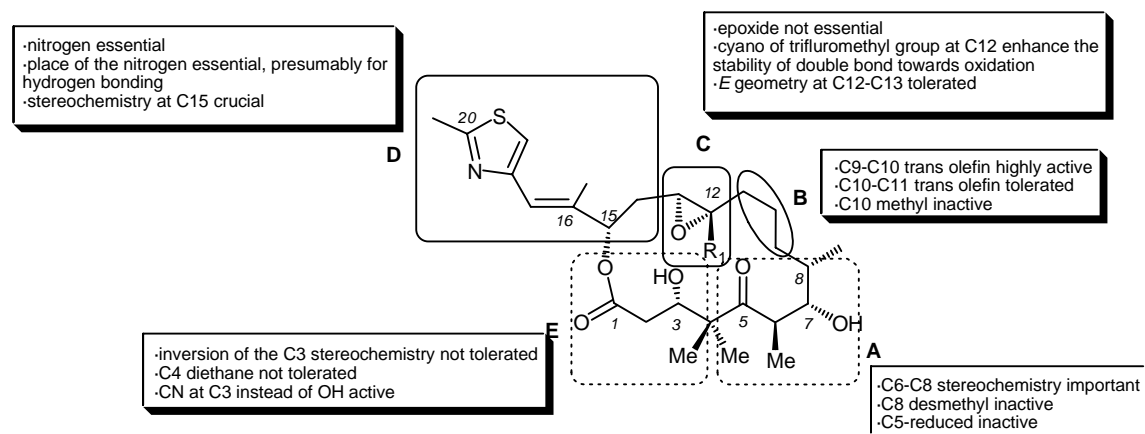 ·nitrogen essential
·place of the nitrogen essential, presumably for
hydrogen bonding
·stereochemistry at C15 crucial
·epoxide not essential
·cyano of trifluromethyl group at C12 enhance the
stability of double bond towards oxidation
·E geometry at C12-C13 tolerated
D
20
S
N
16
15
C
12
O
R1
B
·C9-C10 trans olefin highly active
·C10-C11 trans olefin tolerated
·C10 methyl inactive
O
HO
O
8
O
1
3
5
7
OH
E
Me
Me
Me
A
·inversion of the C3 stereochemistry not tolerated
·C4 diethane not tolerated
·CN at C3 instead of OH active
·C6-C8 stereochemistry important
·C8 desmethyl inactive
·C5-reduced inactive